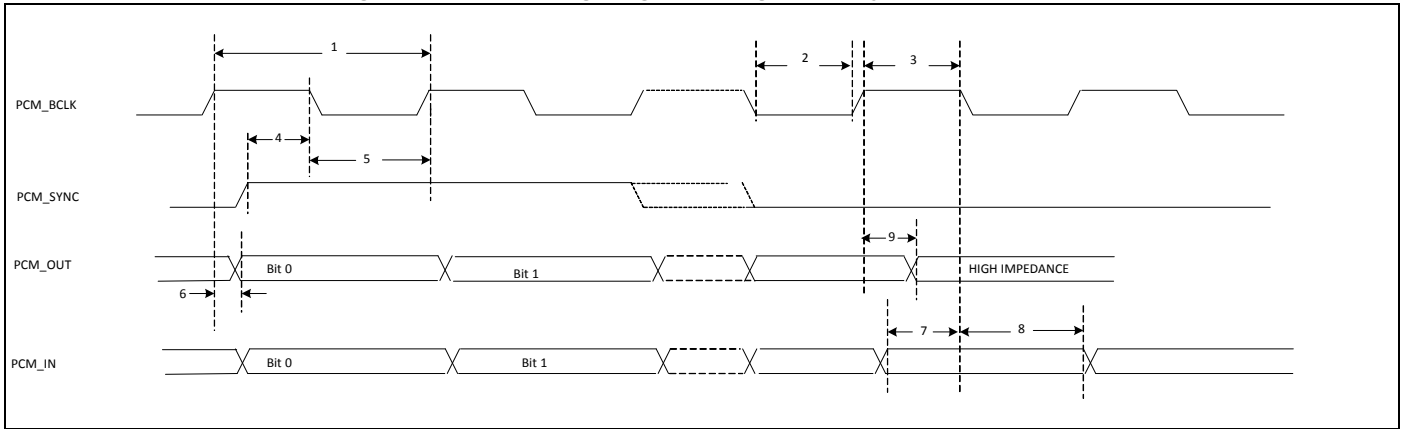 1
2
3
PCM_BCLK
4
5
PCM_SYNC
9
PCM_OUT
Bit 0
Bit 1
HIGH IMPEDANCE
6
7
8
PCM_IN
Bit 0
Bit 1